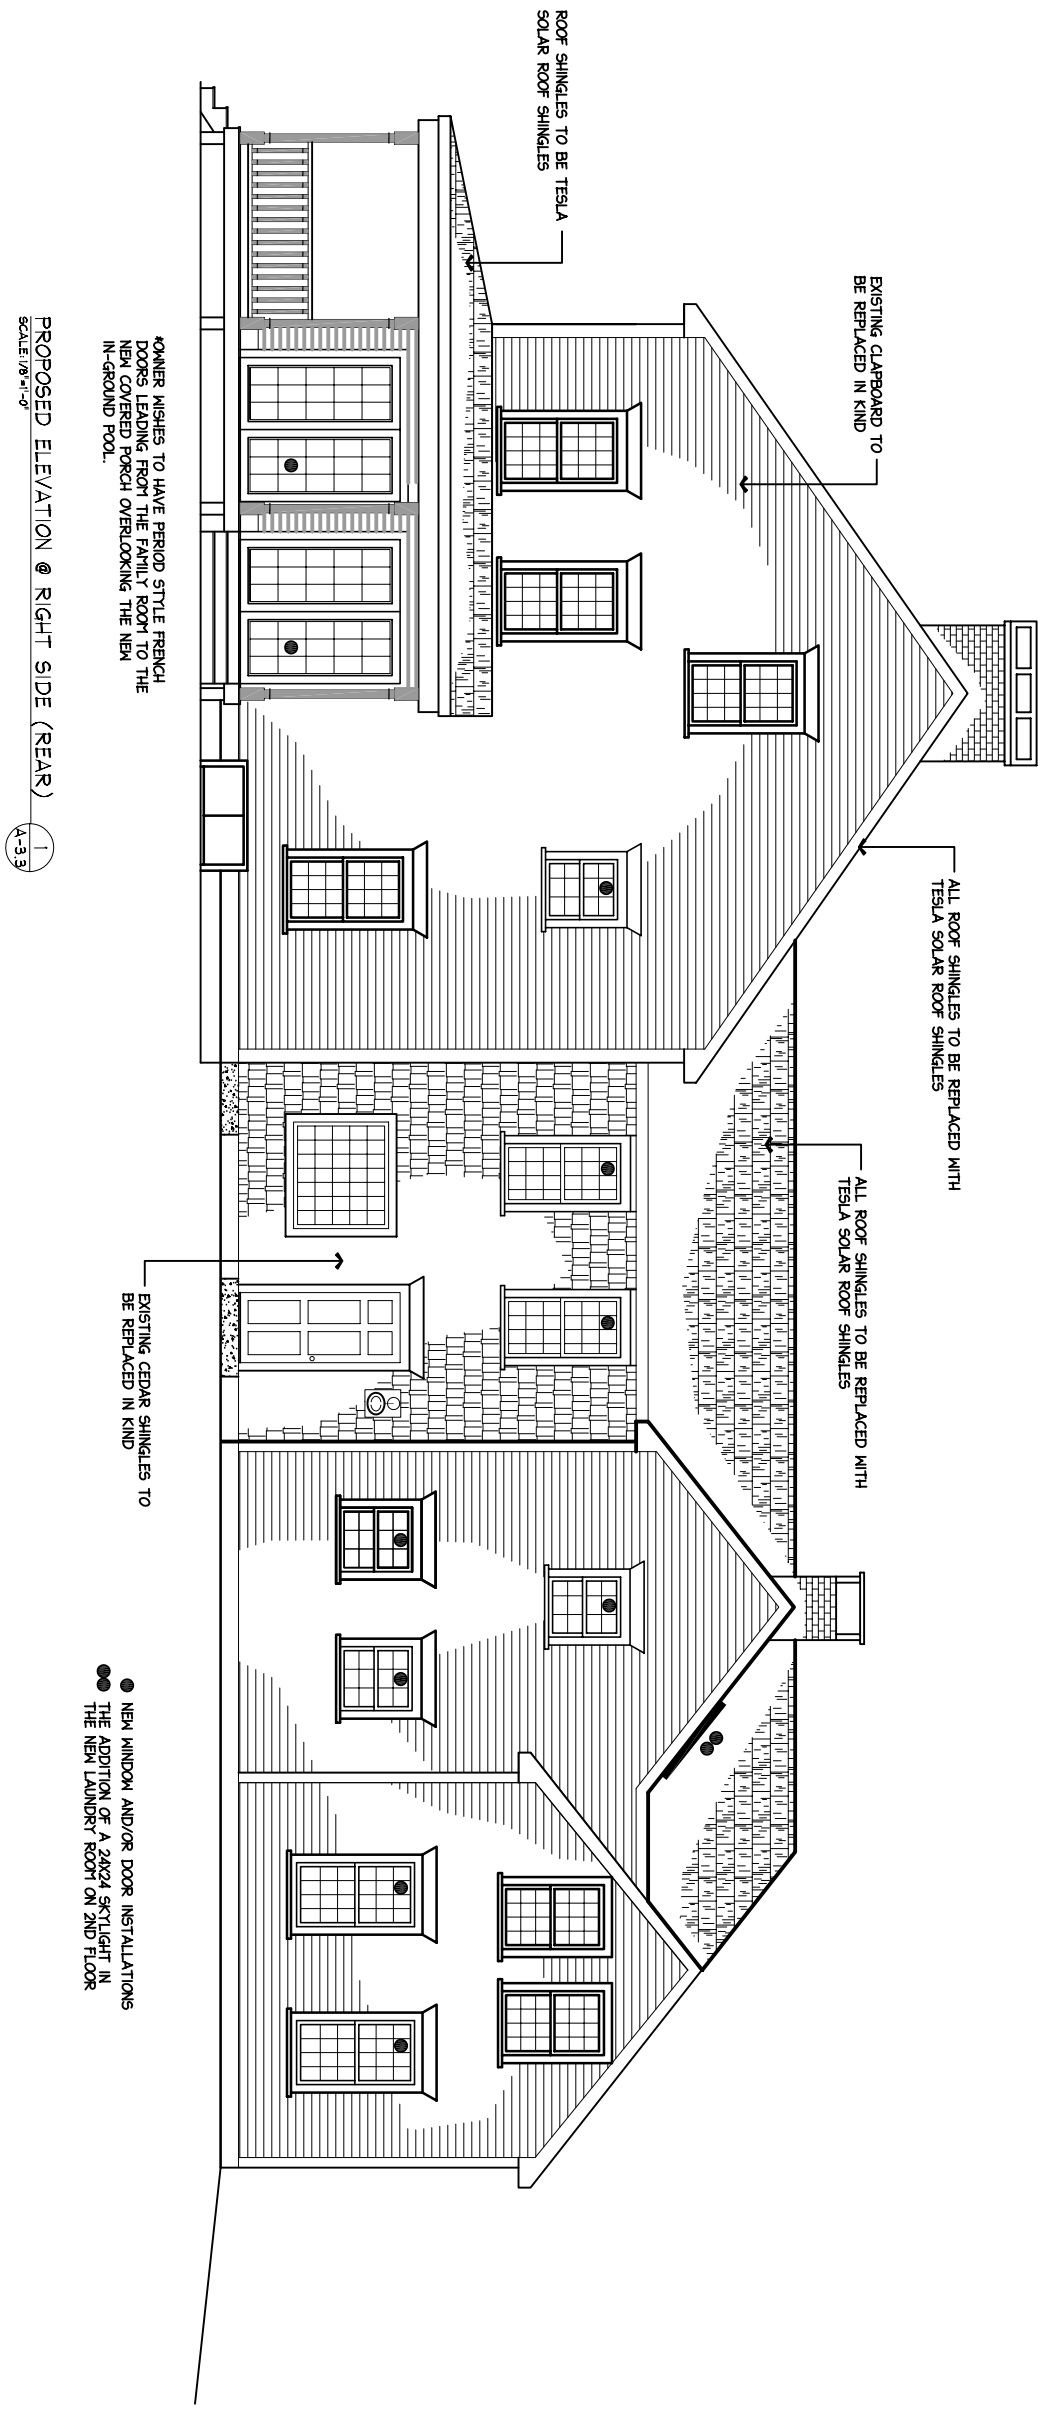 ROOF SHINGLES TO BE TESLA
SOLAR ROOF SHINGLES
EXISTING CLAPBOARD TO
BE REPLACED IN KIND
ALL ROOF SHINGLES TO BE REPLACED WITH
TESLA SOLAR ROOF SHINGLES
ALL ROOF SHINGLES TO BE REPLACED WITH
TESLA SOLAR ROOF SHINGLES
*OWNER WISHES TO HAVE PERIOD STYLE FRENCH
DOORS LEADING FROM THE FAMILY ROOM TO THE
NEW COVERED PORCH OVERLOOKING THE NEW
IN-GROUND POOL.
EXISTING CEDAR SHINGLES TO
BE REPLACED IN KIND
NEW WINDOW AND/OR DOOR INSTALLATIONS
THE ADDITION OF A 24X24 SKYLIGHT IN
THE NEW LAUNDRY ROOM ON 2ND FLOOR
PROPOSED ELEVATION @ RIGHT SIDE (REAR)
SCALE: 1/8"=1'-0"
1
A-3.3